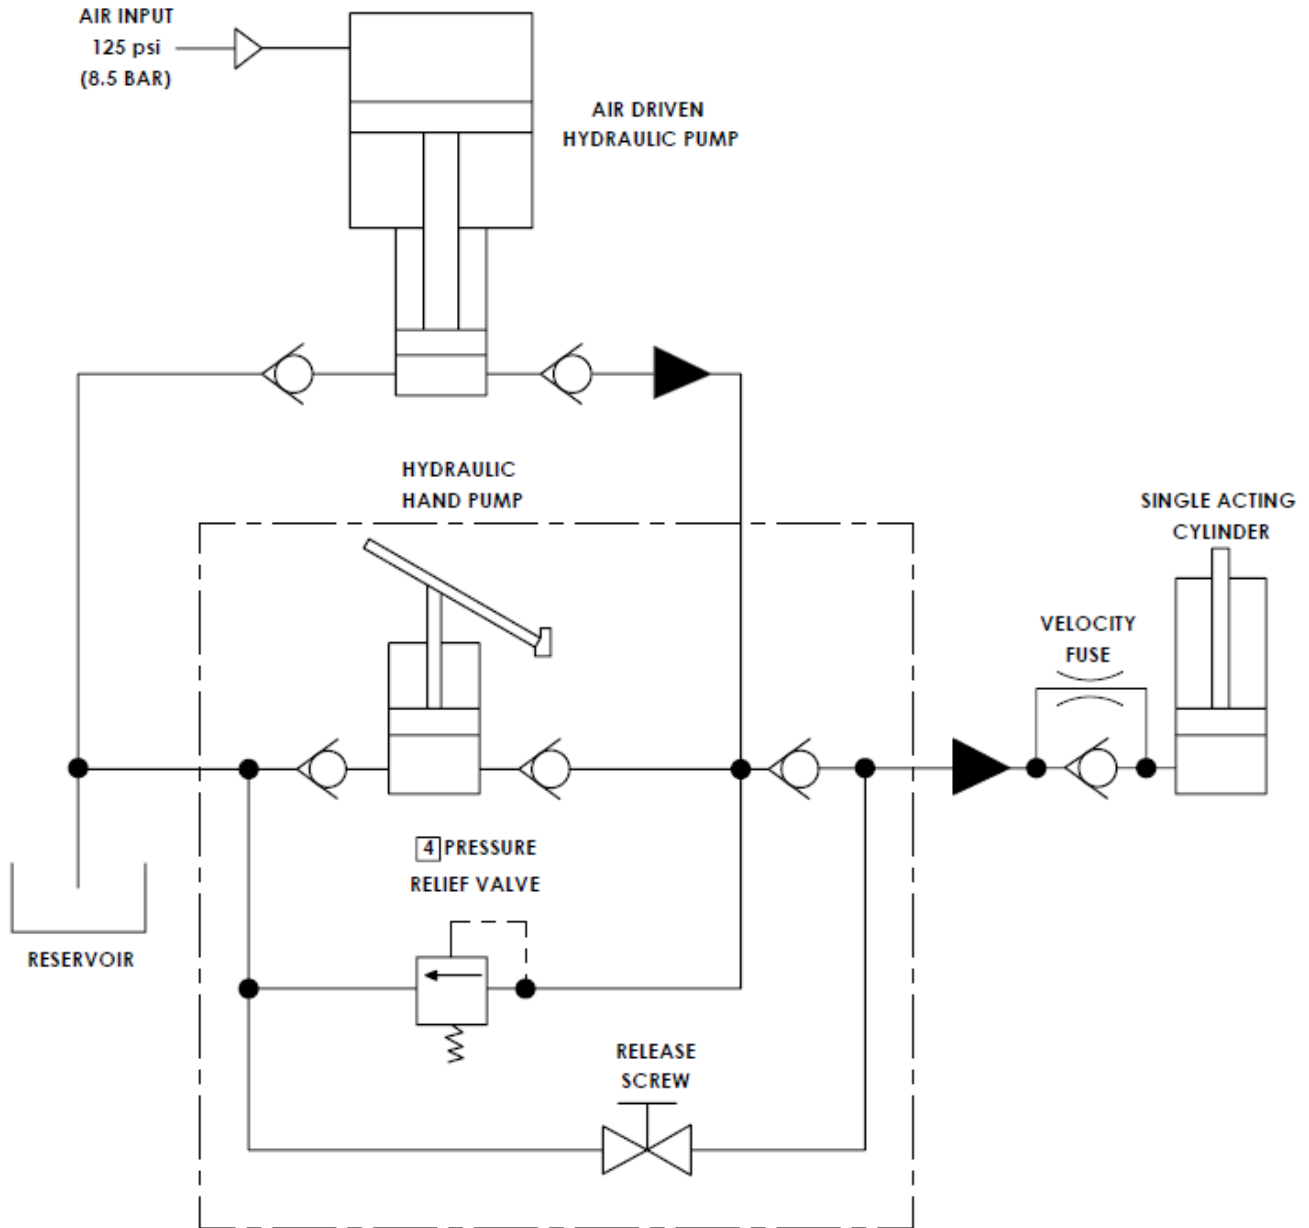 AIR INPUT
125 psi
(8.5 BAR)
AIR DRIVEN
HYDRAULIC PUMP
HYDRAULIC
HAND PUMP
SINGLE ACTING
CYLINDER
VELOCITY
FUSE
4 PRESSURE
RELIEF VALVE
RESERVOIR
RELEASE
SCREW